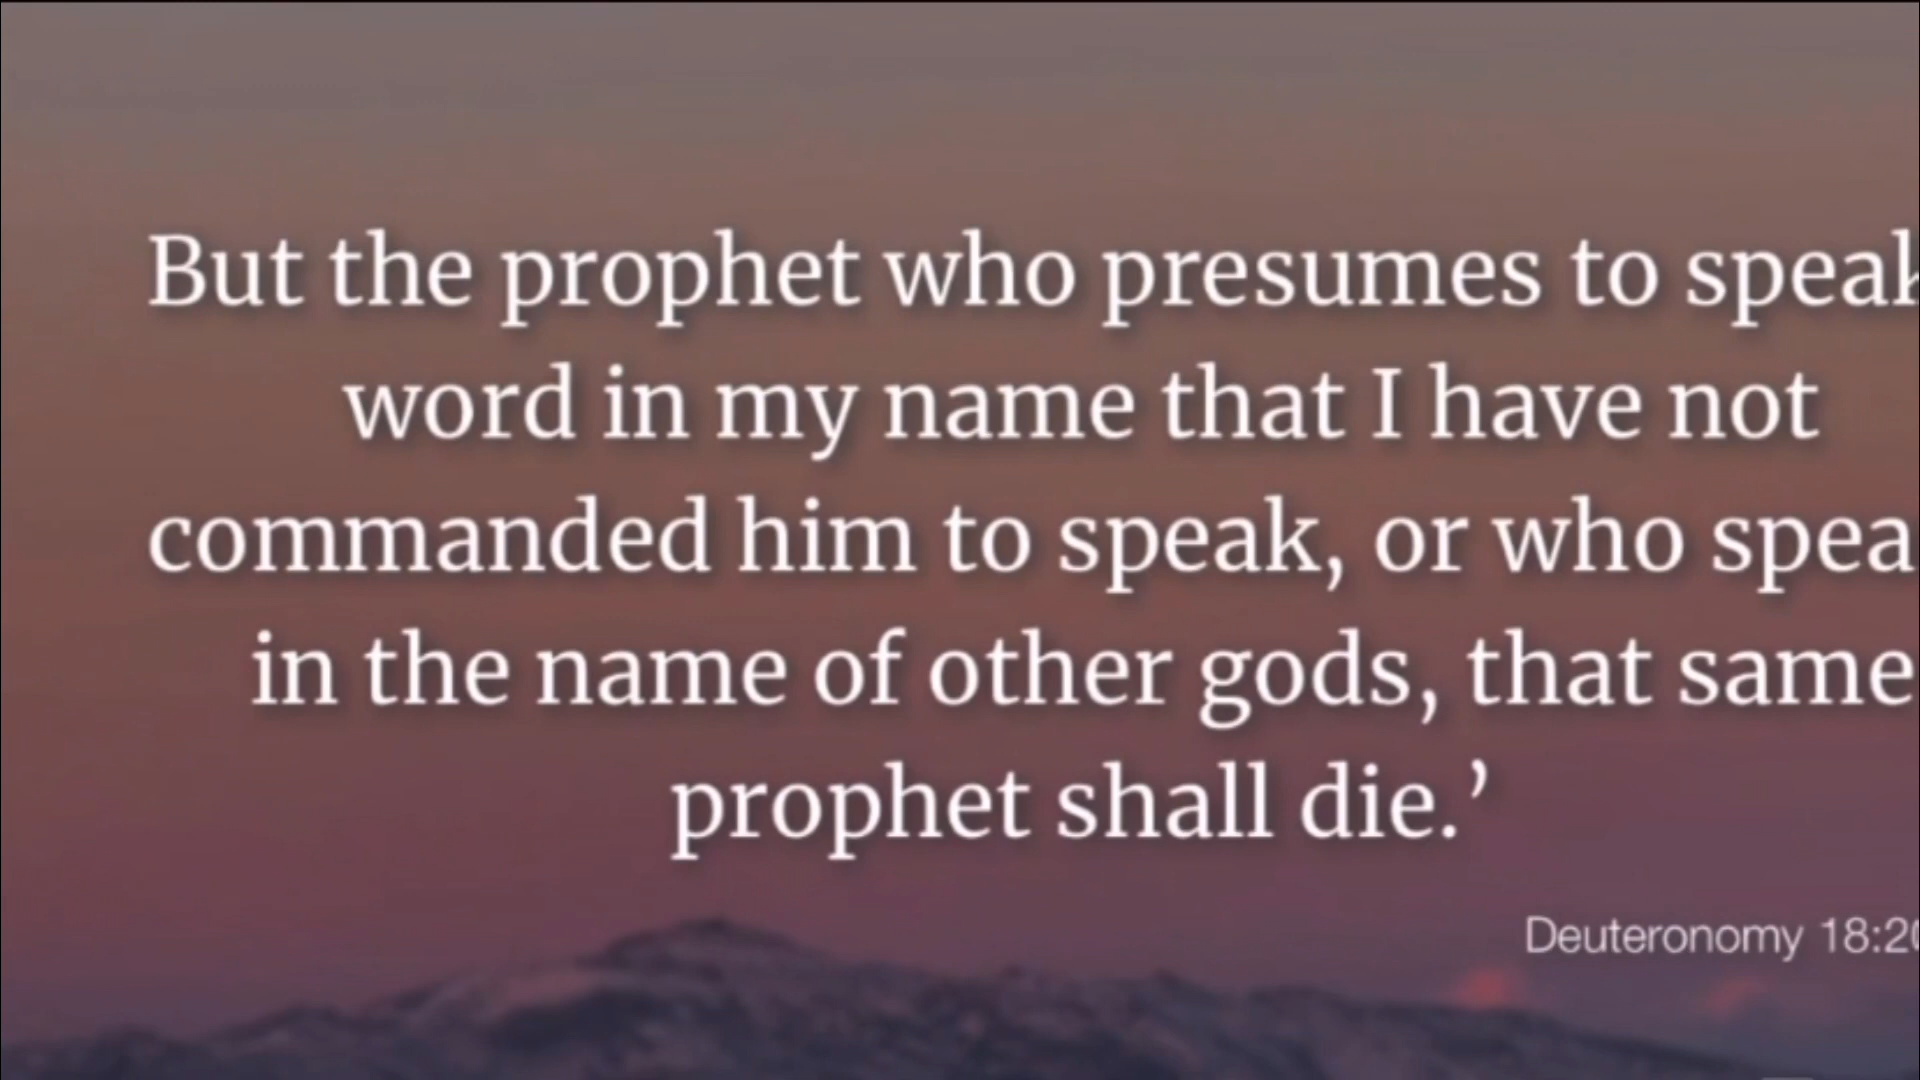 But the prophet who presumes to speak
word in my name that I have not
commanded him to speak, or who spea
in the name of other gods, that same
prophet shall die.’
Deuteronomy 18:20